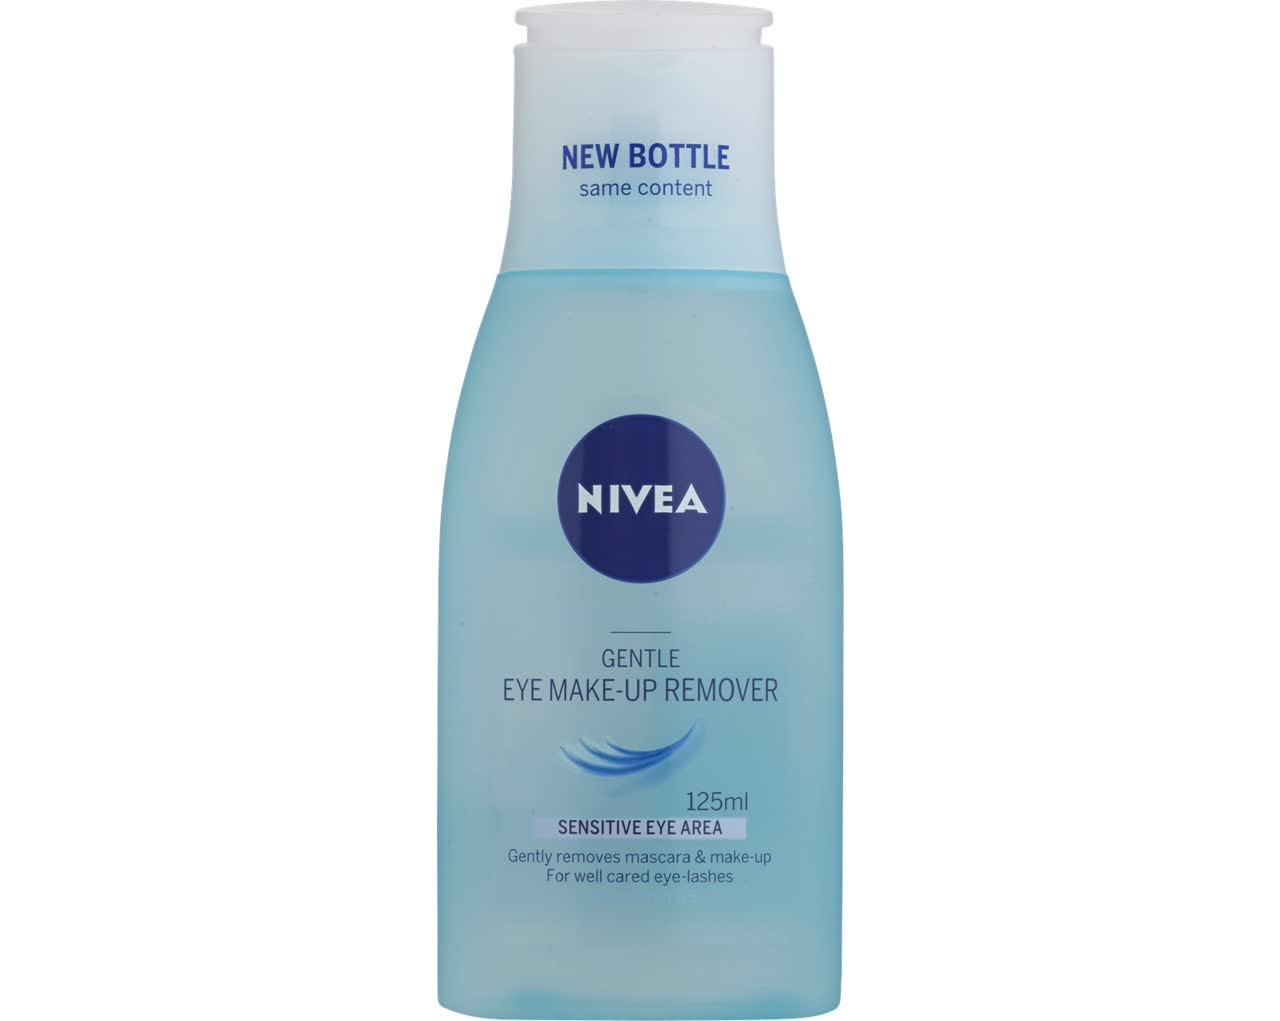 NEW BOTTLE
same content
NIVEA
GENTLE
EYE MAKE-UP REMOVER
125ml
SENSITIVE EYE AREA
Gently removes mascara & make-up
For well cared eye-lashes